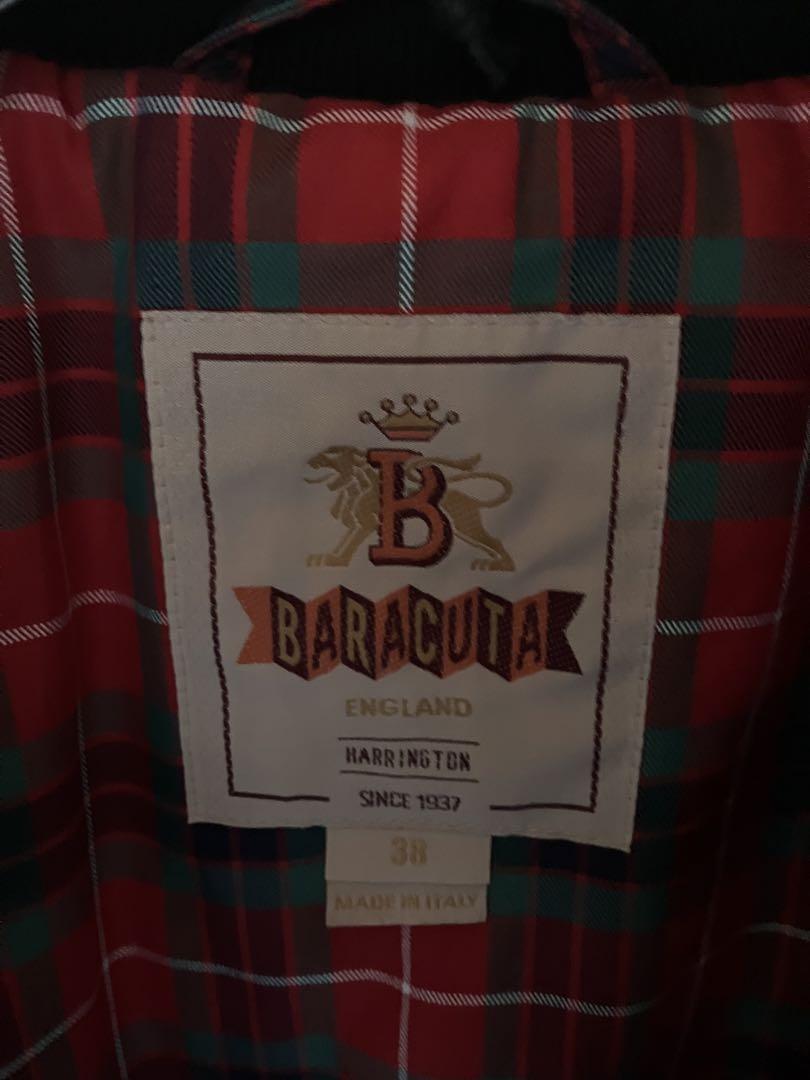 B
BARACUTA
ENGLAND
HARRINGTON
SINCE 1937
38
MADE IN ITALY